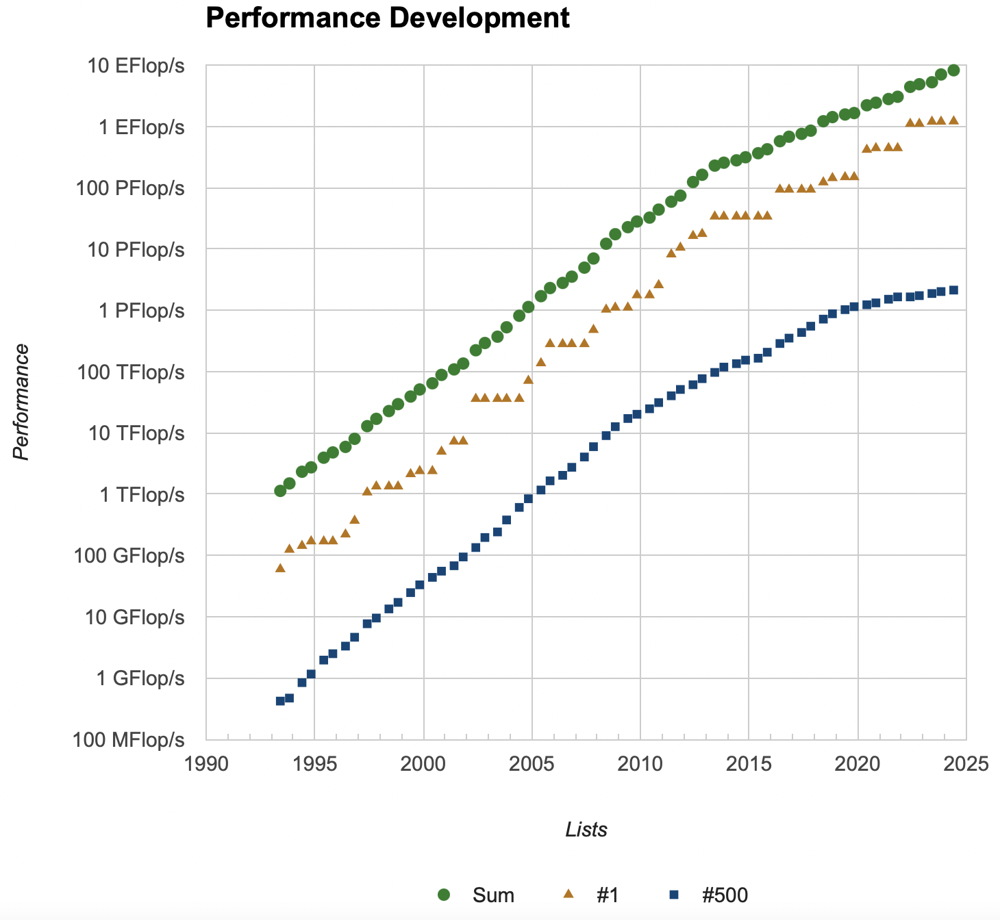 Performance Development
10 EFlop/s
1 EFlop/s
100 PFlop/s
10 PFlop/s
1 PFlop/s
100 TFlop/s
10 TFlop/s
1 TFlop/s
100 GFlop/s
10 GFlop/s
1 GFlop/s
100 MFlop/s
Performance
1990 1995 2000 2005 2010 2015 2020 2025
Lists
Sum #1 #500